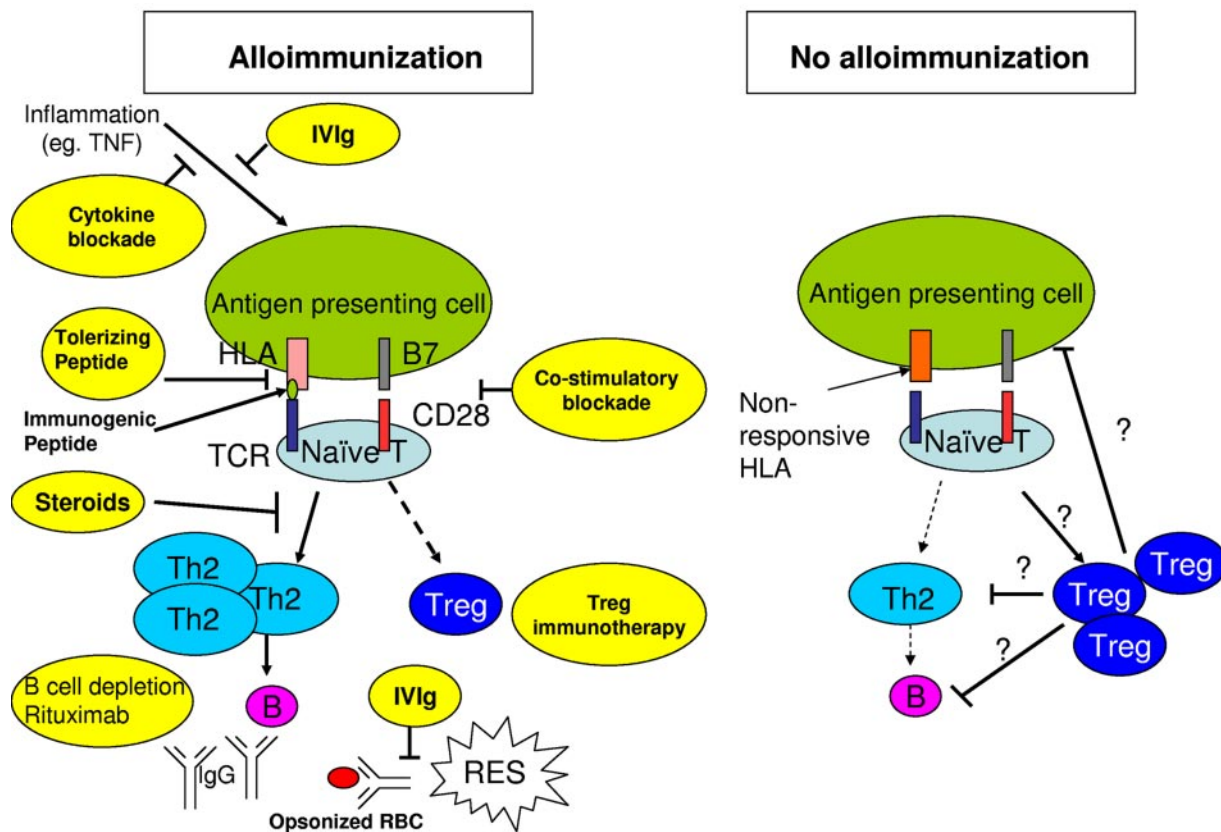 Alloimmunization
Inflammation
(eg. TNF)
IVIg
Cytokine
blockade
Antigen presenting cell
Tolerizing
Peptide
HLA
B7
Co-stimulatory
blockade
Immunogenic
Peptide
CD28
TCR
Naïve T
Steroids
Th2
Th2
Th2
Treg
Treg
immunotherapy
B cell depletion
Rituximab
B
IVIg
IgG
RES
Opsonized RBC
No alloimmunization
Antigen presenting cell
Non-
responsive
HLA
Naïve T
?
?
?
?
Th2
Treg
Treg
Treg
B